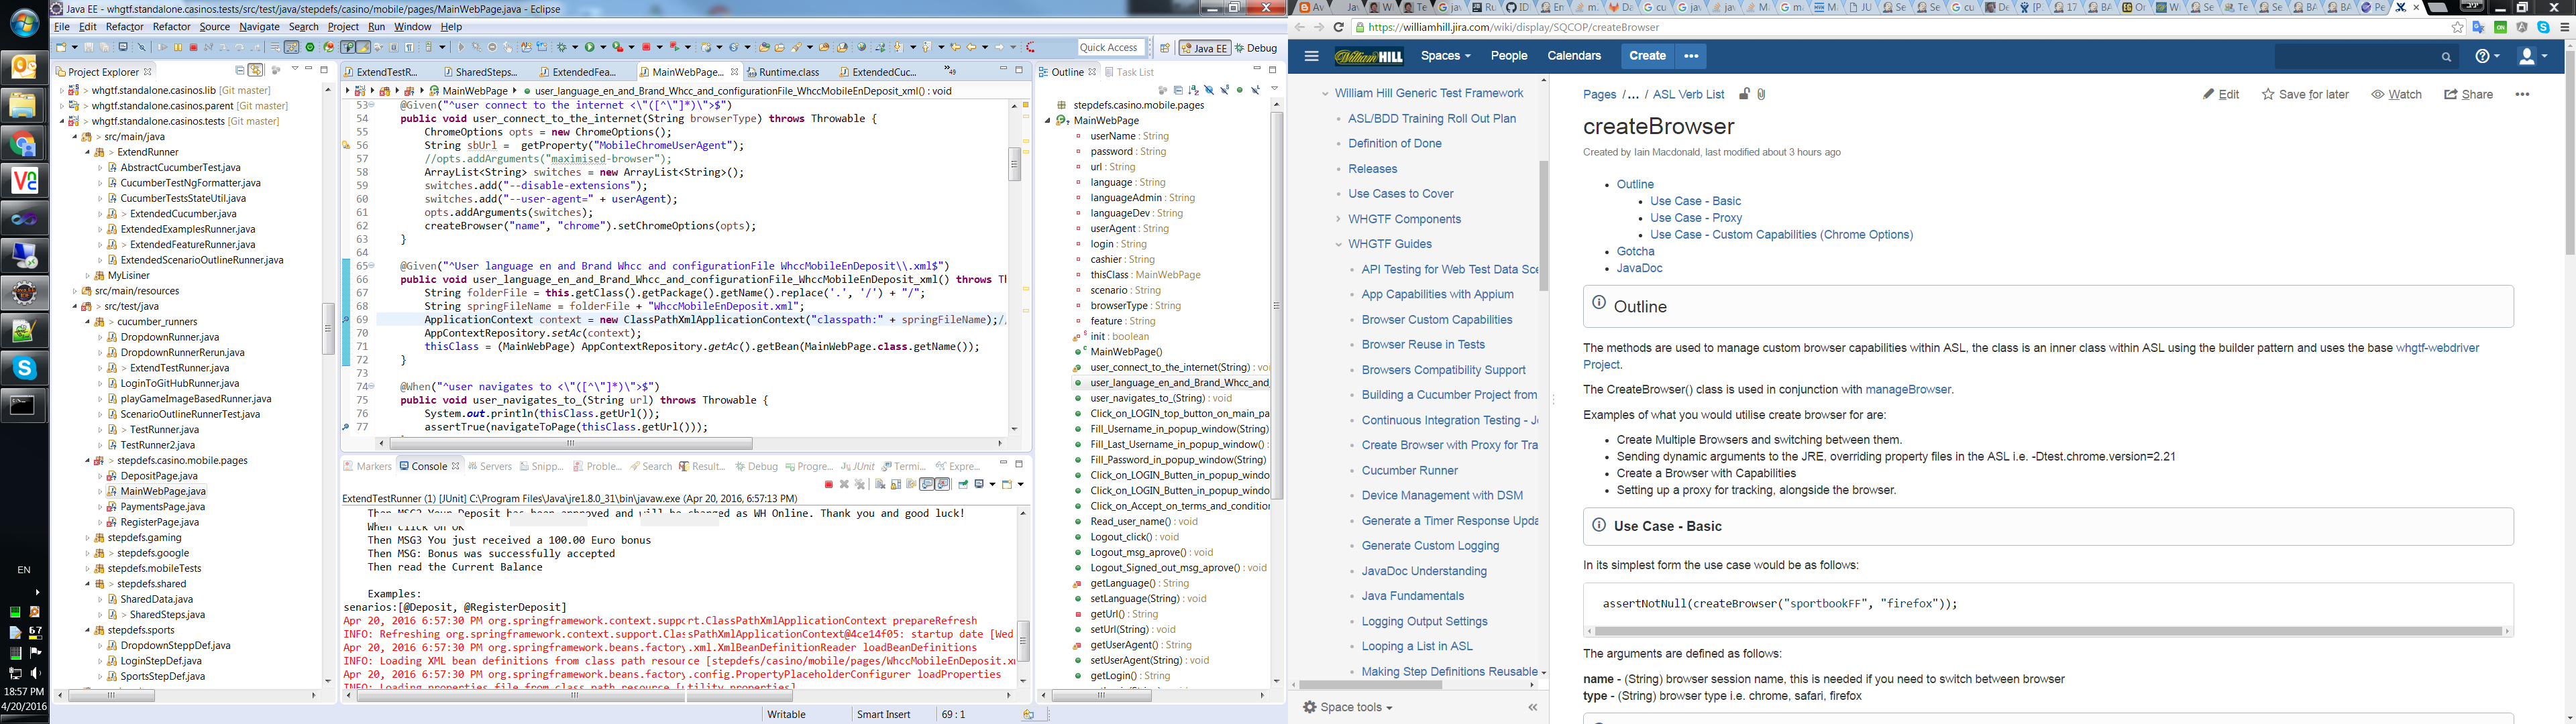 Java EE - whgtf.standalone.casinos.tests/src/test/java/stepdefs/casino/mobile/pages/MainWebPage.java - Eclipse
File Edit Source Refactor Refactor Navigate Search Project Run Window Help
Quick Access
Java EE
Debug
Project Explorer
whgtf.standalone.casinos.lib [Git master]
whgtf.standalone.casinos.parent [Git master]
> whgtf.standalone.casinos.tests [Git master]
> src/main/java
> ExtendRunner
AbstractCucumberTest.java
CucumberTestNgFormatter.java
CucumberTestsStateUtil.java
> ExtendedCucumber.java
ExtendedExamplesRunner.java
> ExtendedFeatureRunner.java
ExtendedScenarioOutlineRunner.java
MyLisiner
src/main/resources
> src/test/java
> cucumber_runners
DropdownRunner.java
DropdownRunnerRerun.java
> ExtendTestRunner.java
LoginToGitHubRunner.java
playGameImageBasedRunner.java
ScenarioOutlineRunnerTest.java
> TestRunner.java
TestRunner2.java
> stepdefs.casino.mobile.pages
DepositPage.java
MainWebPage.java
PaymentsPage.java
RegisterPage.java
stepdefs.gaming
> stepdefs.google
stepdefs.mobileTests
> stepdefs.shared
SharedData.java
> SharedSteps.java
stepdefs.sports
DropdownSteppDef.java
LoginStepDef.java
SportsStepDef.java
EN
67
18:57 PM
4/20/2016
ExtendTestR... SharedSteps... ExtendedFea... MainWebPage... Runtime.class ExtendedCuc... 49
MainWebPage user_language_en_and_Brand_Whcc_and_configurationFile_WhccMobileEnDeposit_xml() : void
53 @Given("^user connect to the internet <\"([^\"]*)\">$")
54 public void user_connect_to_the_internet(String browserType) throws Throwable {
55 ChromeOptions opts = new ChromeOptions();
56 String sbUrl = getProperty("MobileChromeUserAgent");
57 //opts.addArguments("maximised-browser");
58 ArrayList<String> switches = new ArrayList<String>();
59 switches.add("--disable-extensions");
60 switches.add("--user-agent=" + userAgent);
61 opts.addArguments(switches);
62 createBrowser("name", "chrome").setChromeOptions(opts);
63 }
64
65 @Given("^User language en and Brand Whcc and configurationFile WhccMobileEnDeposit\\.xml$")
66 public void user_language_en_and_Brand_Whcc_and_configurationFile_WhccMobileEnDeposit_xml() throws Th
67 String folderFile = this.getClass().getPackage().getName().replace('.', '/') + "/";
68 String springFileName = folderFile + "WhccMobileEnDeposit.xml";
69 ApplicationContext context = new ClassPathXmlApplicationContext("classpath:" + springFileName);//
70 AppContextRepository.setAc(context);
71 thisClass = (MainWebPage) AppContextRepository.getAc().getBean(MainWebPage.class.getName());
72 }
73
74 @When("^user navigates to <\"([^\"]*)\">$")
75 public void user_navigates_to_(String url) throws Throwable {
76 System.out.println(thisClass.getUrl());
77 assertTrue(navigateToPage(thisClass.getUrl()));
Markers Console Servers Snipp... Proble... Search Result... Debug Progre... JUnit Termi... Expre...
ExtendTestRunner (1) [JUnit] C:\Program Files\Java\jre1.8.0_31\bin\javaw.exe (Apr 20, 2016, 6:57:13 PM)
Then MSG2 Your Deposit has been approved and will be charged as WH Online. Thank you and good luck!
When click on OK
Then MSG3 You just received a 100.00 Euro bonus
Then MSG: Bonus was successfully accepted
Then read the Current Balance
Examples:
senarios:[@Deposit, @RegisterDeposit]
Apr 20, 2016 6:57:30 PM org.springframework.context.support.ClassPathXmlApplicationContext prepareRefresh
INFO: Refreshing org.springframework.context.support.ClassPathXmlApplicationContext@4ce14f05: startup date [Wed
Apr 20, 2016 6:57:30 PM org.springframework.beans.factory.xml.XmlBeanDefinitionReader loadBeanDefinitions
INFO: Loading XML bean definitions from class path resource [stepdefs/casino/mobile/pages/WhccMobileEnDeposit.xm
Apr 20, 2016 6:57:30 PM org.springframework.beans.factory.config.PropertyPlaceholderConfigurer loadProperties
INFO: Loading properties file from class path resource [utility.properties]
Writable Smart Insert 69 : 1
Outline Task List
stepdefs.casino.mobile.pages
MainWebPage
userName : String
password : String
url : String
language : String
languageAdmin : String
languageDev : String
userAgent : String
login : String
cashier : String
thisClass : MainWebPage
scenario : String
browserType : String
feature : String
init : boolean
MainWebPage()
user_connect_to_the_internet(String) : voi
user_language_en_and_Brand_Whcc_and_
user_navigates_to_(String) : void
Click_on_LOGIN_top_button_on_main_pa
Fill_Username_in_popup_window(String)
Fill_Last_Username_in_popup_window() :
Fill_Password_in_popup_window(String)
Click_on_LOGIN_Butten_in_popup_windo
Click_on_LOGIN_Butten_in_popup_windo
Click_on_Accept_on_terms_and_condition
Read_user_name() : void
Logout_click() : void
Logout_msg_aprove() : void
Logout_Signed_out_msg_aprove() : void
getLanguage() : String
setLanguage(String) : void
getUrl() : String
setUrl(String) : void
getUserAgent() : String
setUserAgent(String) : void
getLogin() : String
https://williamhill.jira.com/wiki/display/SQCOP/createBrowser
William HILL Spaces People Calendars Create
William Hill Generic Test Framework
ASL/BDD Training Roll Out Plan
Definition of Done
Releases
Use Cases to Cover
WHGTF Components
WHGTF Guides
API Testing for Web Test Data Sce
App Capabilities with Appium
Browser Custom Capabilities
Browser Reuse in Tests
Browsers Compatibility Support
Building a Cucumber Project from
Continuous Integration Testing - Je
Create Browser with Proxy for Tra
Cucumber Runner
Device Management with DSM
Generate a Timer Response Upda
Generate Custom Logging
JavaDoc Understanding
Java Fundamentals
Logging Output Settings
Looping a List in ASL
Making Step Definitions Reusable
Space tools
Pages /... / ASL Verb List
Edit Save for later Watch Share
createBrowser
Created by Iain Macdonald, last modified about 3 hours ago
Outline
Use Case - Basic
Use Case - Proxy
Use Case - Custom Capabilities (Chrome Options)
Gotcha
JavaDoc
Outline
The methods are used to manage custom browser capabilities within ASL, the class is an inner class within ASL using the builder pattern and uses the base whgtf-webdriver
Project.
The CreateBrowser() class is used in conjunction with manageBrowser.
Examples of what you would utilise create browser for are:
Create Multiple Browsers and switching between them.
Sending dynamic arguments to the JRE, overriding property files in the ASL i.e. -Dtest.chrome.version=2.21
Create a Browser with Capabilities
Setting up a proxy for tracking, alongside the browser.
Use Case - Basic
In its simplest form the use case would be as follows:
assertNotNull(createBrowser("sportbookFF", "firefox"));
The arguments are defined as follows:
name - (String) browser session name, this is needed if you need to switch between browser
type - (String) browser type i.e. chrome, safari, firefox